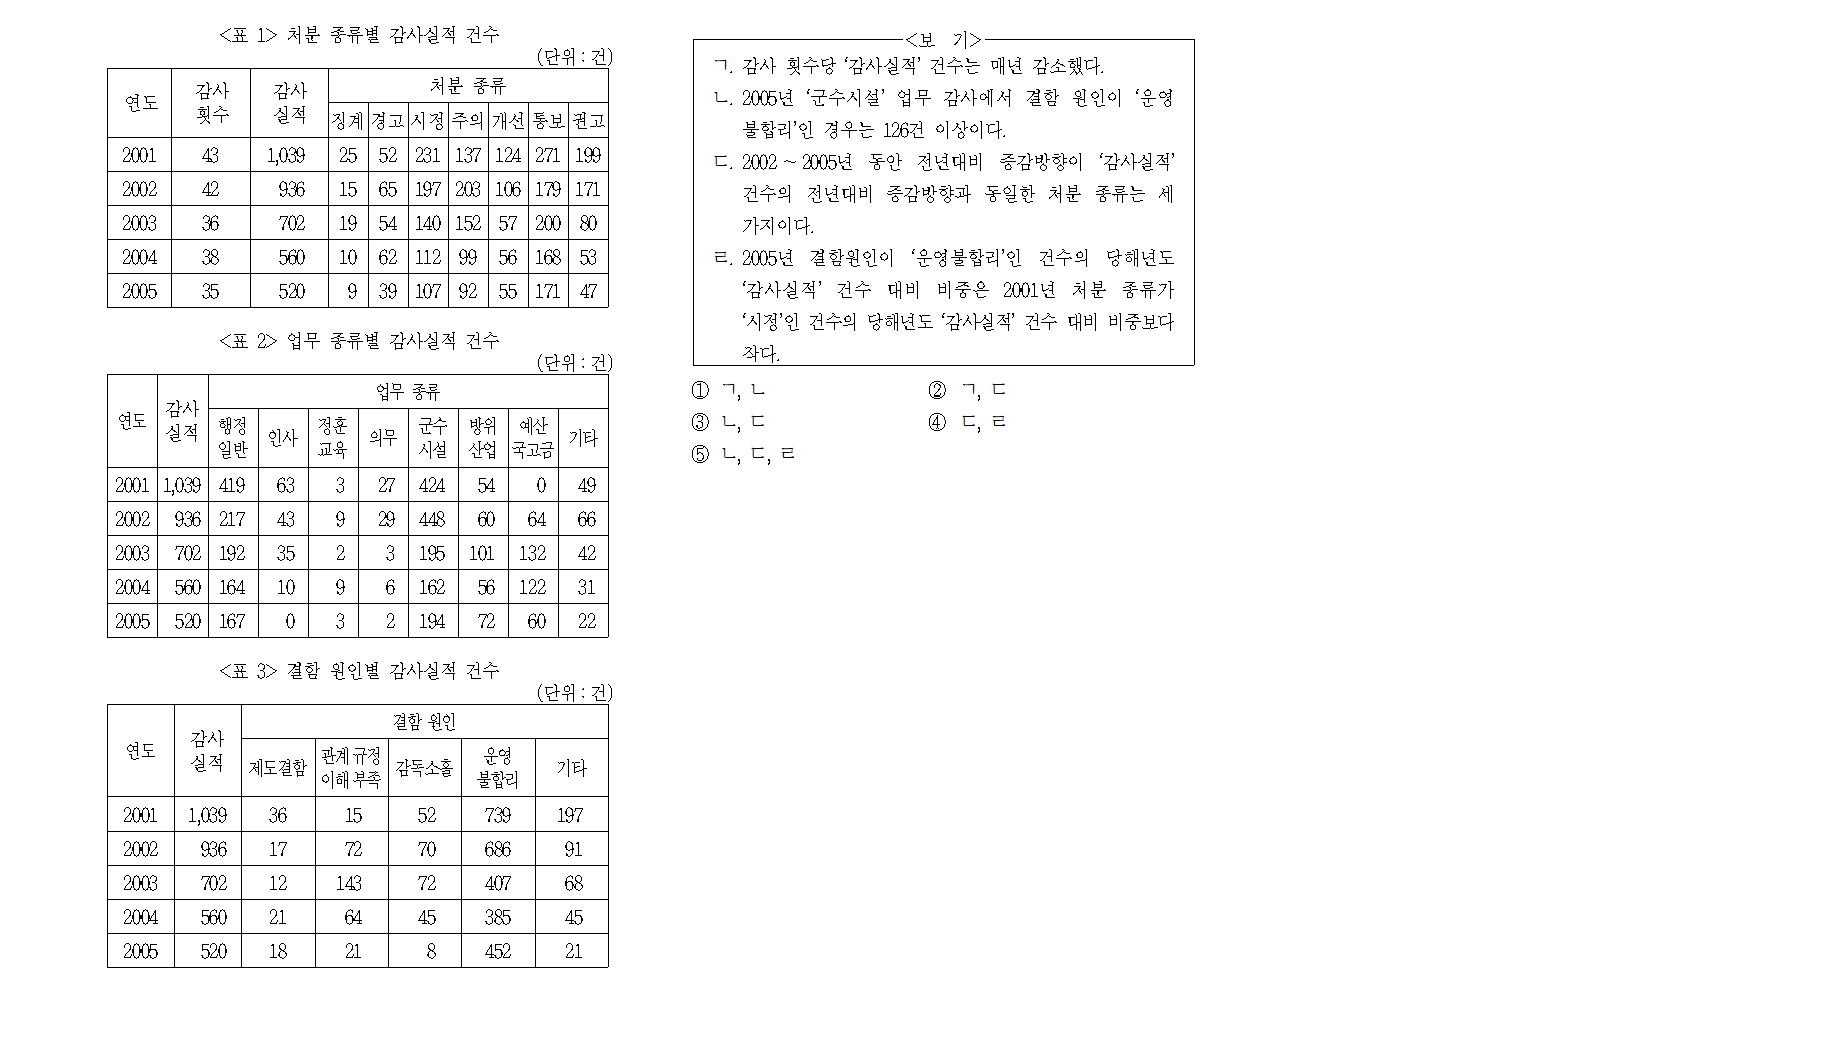 <표 1> 처분 종류별 감사실적 건수
(단위 : 건)
연도 감사 횟수 감사 실적 처분 종류
징계 경고 시정 주의 개선 통보 권고
2001 43 1,039 25 52 231 137 124 271 199
2002 42 936 15 65 197 203 106 179 171
2003 36 702 19 54 140 152 57 200 80
2004 38 560 10 62 112 99 56 168 53
2005 35 520 9 39 107 92 55 171 47
<표 2> 업무 종류별 감사실적 건수
(단위 : 건)
연도 감사 실적 업무 종류
행정 일반 인사 정훈 교육 의무 군수 시설 방위 산업 예산 국고금 기타
2001 1,039 419 63 3 27 424 54 0 49
2002 936 217 43 9 29 448 60 64 66
2003 702 192 35 2 3 195 101 132 42
2004 560 164 10 9 6 162 56 122 31
2005 520 167 0 3 2 194 72 60 22
<표 3> 결함 원인별 감사실적 건수
(단위 : 건)
연도 감사 실적 결함 원인
제도결함 관계 규정 이해 부족 감독소홀 운영 불합리 기타
2001 1,039 36 15 52 739 197
2002 936 17 72 70 686 91
2003 702 12 143 72 407 68
2004 560 21 64 45 385 45
2005 520 18 21 8 452 21
<보 기>
ㄱ. 감사 횟수당 ‘감사실적’ 건수는 매년 감소했다.
ㄴ. 2005년 ‘군수시설’ 업무 감사에서 결함 원인이 ‘운영
불합리’인 경우는 126건 이상이다.
ㄷ. 2002 ~ 2005년 동안 전년대비 증감방향이 ‘감사실적’
건수의 전년대비 증감방향과 동일한 처분 종류는 세
가지이다.
ㄹ. 2005년 결함원인이 ‘운영불합리’인 건수의 당해년도
‘감사실적’ 건수 대비 비중은 2001년 처분 종류가
‘시정’인 건수의 당해년도 ‘감사실적’ 건수 대비 비중보다
작다.
① ㄱ, ㄴ ② ㄱ, ㄷ
③ ㄴ, ㄷ ④ ㄷ, ㄹ
⑤ ㄴ, ㄷ, ㄹ